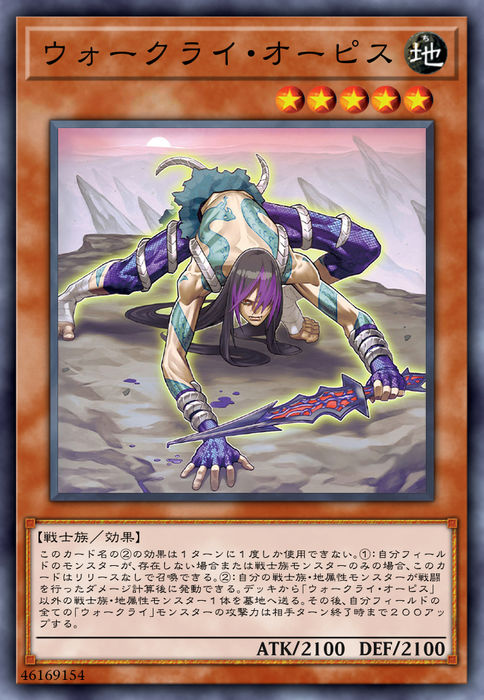 ウォークライ・オーピス
ち
地
【戦士族／効果】
このカード名の②の効果は１ターンに１度しか使用できない。①：自分フィール
ドのモンスターが、存在しない場合または戦士族モンスターのみの場合、このカ
ードはリリースなしで召喚できる。②：自分の戦士族・地属性モンスターが戦闘
を行ったダメージ計算後に発動できる。デッキから「ウォークライ・オーピス」
以外の戦士族・地属性モンスター１体を墓地へ送る。その後、自分フィールド
の全ての「ウォークライ」モンスターの攻撃力は相手ターン終了時まで２００アッ
プする。
ATK/2100 DEF/2100
46169154